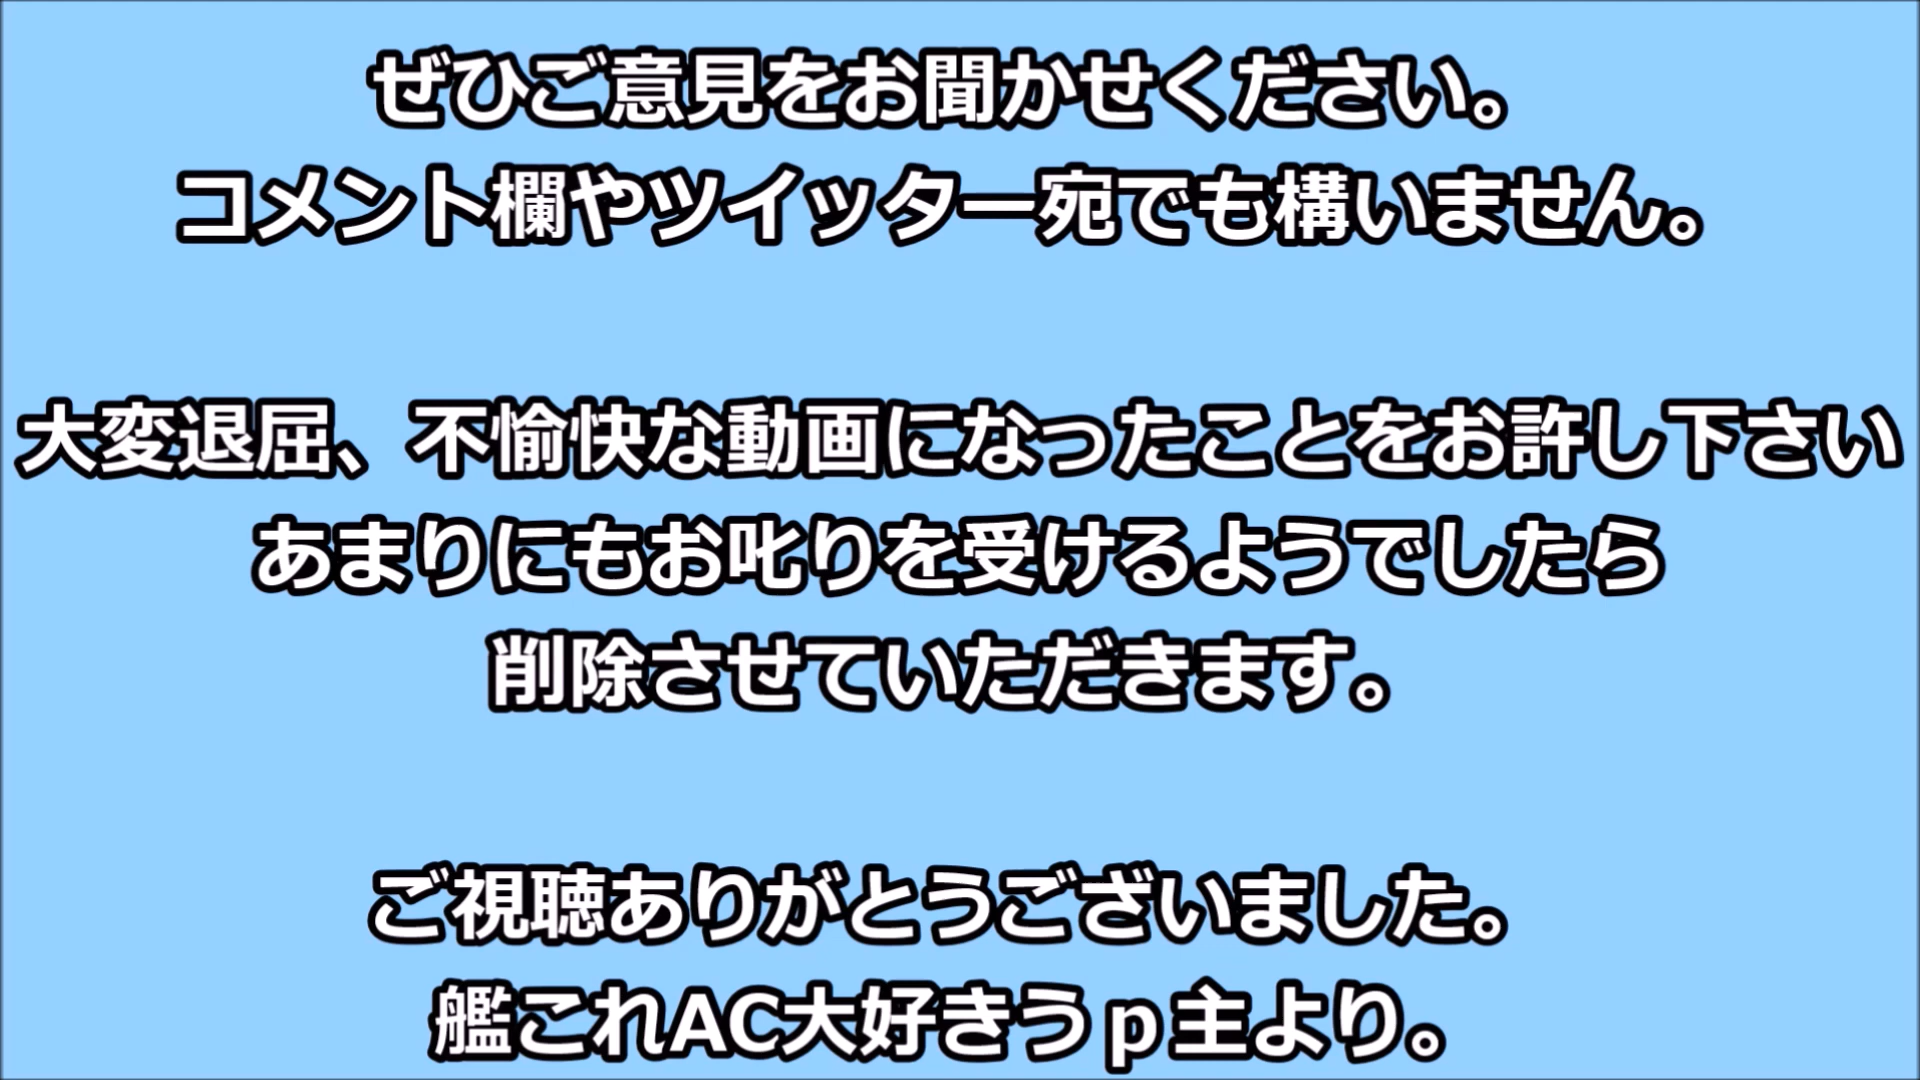 ぜひご意見をお聞かせください。
コメント欄やツイッター宛でも構いません。
大変退屈、不愉快な動画になったことをお許し下さい
あまりにもお叱りを受けるようでしたら
削除させていただきます。
ご視聴ありがとうございました。
艦これAC大好きうｐ主より。